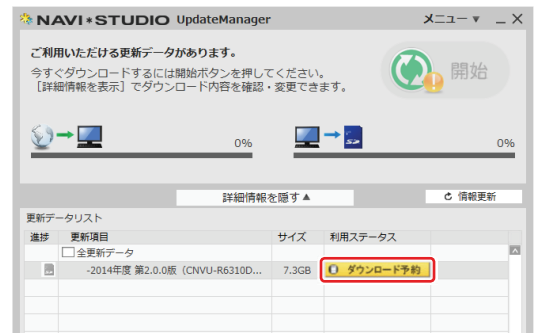 NAVI*STUDIO UpdateManager メニュー ▼ _ ×
ご利用いただける更新データがあります。
今すぐダウンロードするには開始ボタンを押してください。
[詳細情報を表示] でダウンロード内容を確認・変更できます。
開始
0% 0%
詳細情報を隠す▲ 情報更新
更新データリスト
進捗 更新項目 サイズ 利用ステータス
全更新データ
-2014年度 第2.0.0版 (CNVU-R6310D... 7.3GB ダウンロード予約